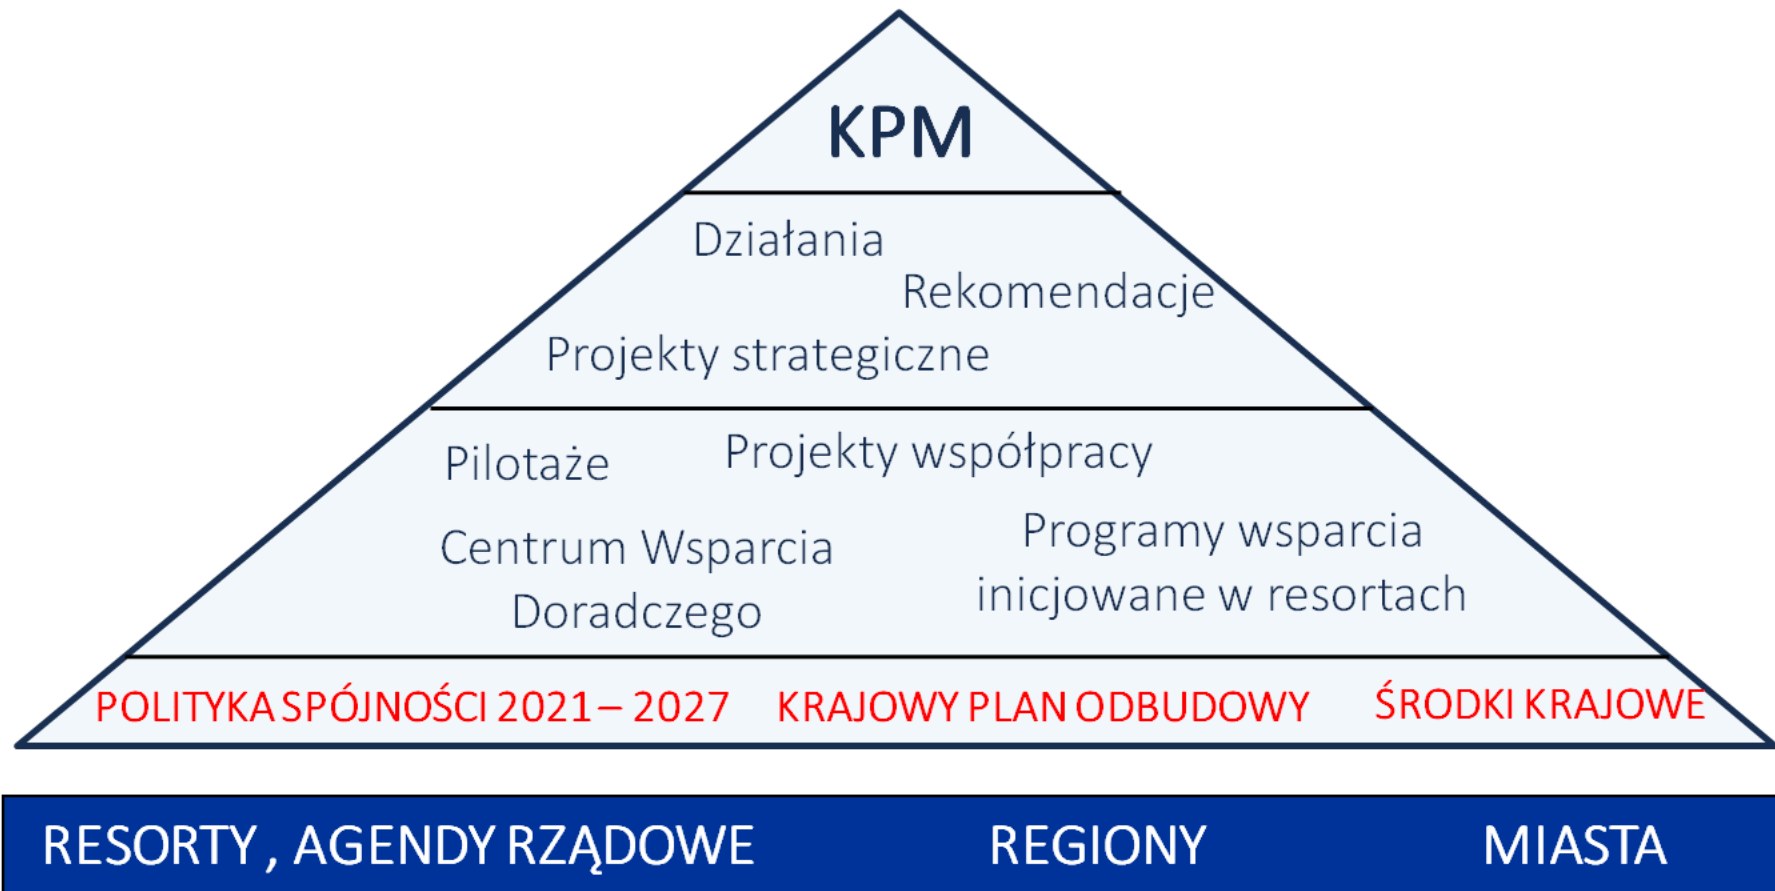 KPM
Działania
Rekomendacje
Projekty strategiczne
Pilotaże
Projekty współpracy
Centrum Wsparcia
Doradczego
Programy wsparcia
inicjowane w resortach
POLITYKA SPÓJNOŚCI 2021 – 2027 KRAJOWY PLAN ODBUDOWY ŚRODKI KRAJOWE
RESORTY , AGENDY RZĄDOWE REGIONY MIASTA